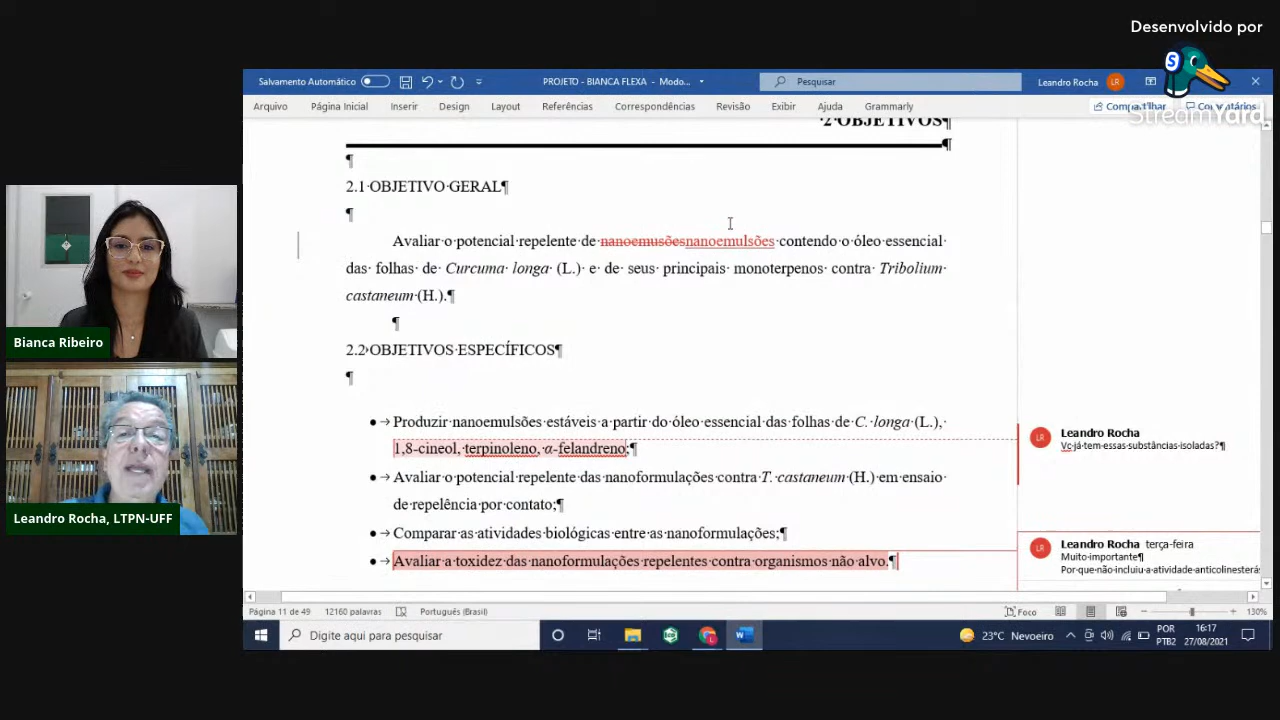 Desenvolvido por
StreamYard
Salvamento Automático
PROJETO - BIANCA FLEXA - Modo...
Pesquisar
Leandro Rocha
LR
Arquivo
Página Inicial
Inserir
Design
Layout
Referências
Correspondências
Revisão
Exibir
Ajuda
Grammarly
Compartilhar
Comentários
2·OBJETIVOS¶
¶
¶
2.1·OBJETIVO·GERAL¶
¶
Avaliar·o·potencial·repelente·de·nanoemusõesnanoemulsões·contendo·o·óleo·essencial·
das·folhas·de·Curcuma·longa·(L.)·e·de·seus·principais·monoterpenos·contra·Tribolium·
castaneum·(H.).¶
¶
2.2·OBJETIVOS·ESPECÍFICOS¶
¶
●→Produzir·nanoemulsões·estáveis·a·partir·do·óleo·essencial·das·folhas·de·C.·longa·(L.),·
1,8-cineol,·terpinoleno,·α-felandreno;¶
●→Avaliar·o·potencial·repelente·das·nanoformulações·contra·T.·castaneum·(H.)·em·ensaio·
de·repelência·por·contato;¶
●→Comparar·as·atividades·biológicas·entre·as·nanoformulações;¶
●→Avaliar·a·toxidez·das·nanoformulações·repelentes·contra·organismos·não·alvo.¶
LR
Leandro Rocha
Vc·já·tem·essas·substâncias·isoladas?¶
LR
Leandro Rocha terça-feira
Muito·importante¶
Por·que·não·incluiu·a·atividade·anticolinesterás
Bianca Ribeiro
Leandro Rocha, LTPN-UFF
Página 11 de 49
12160 palavras
Português (Brasil)
Foco
130%
Digite aqui para pesquisar
23°C Nevoeiro
POR
PTB2
16:17
27/08/2021